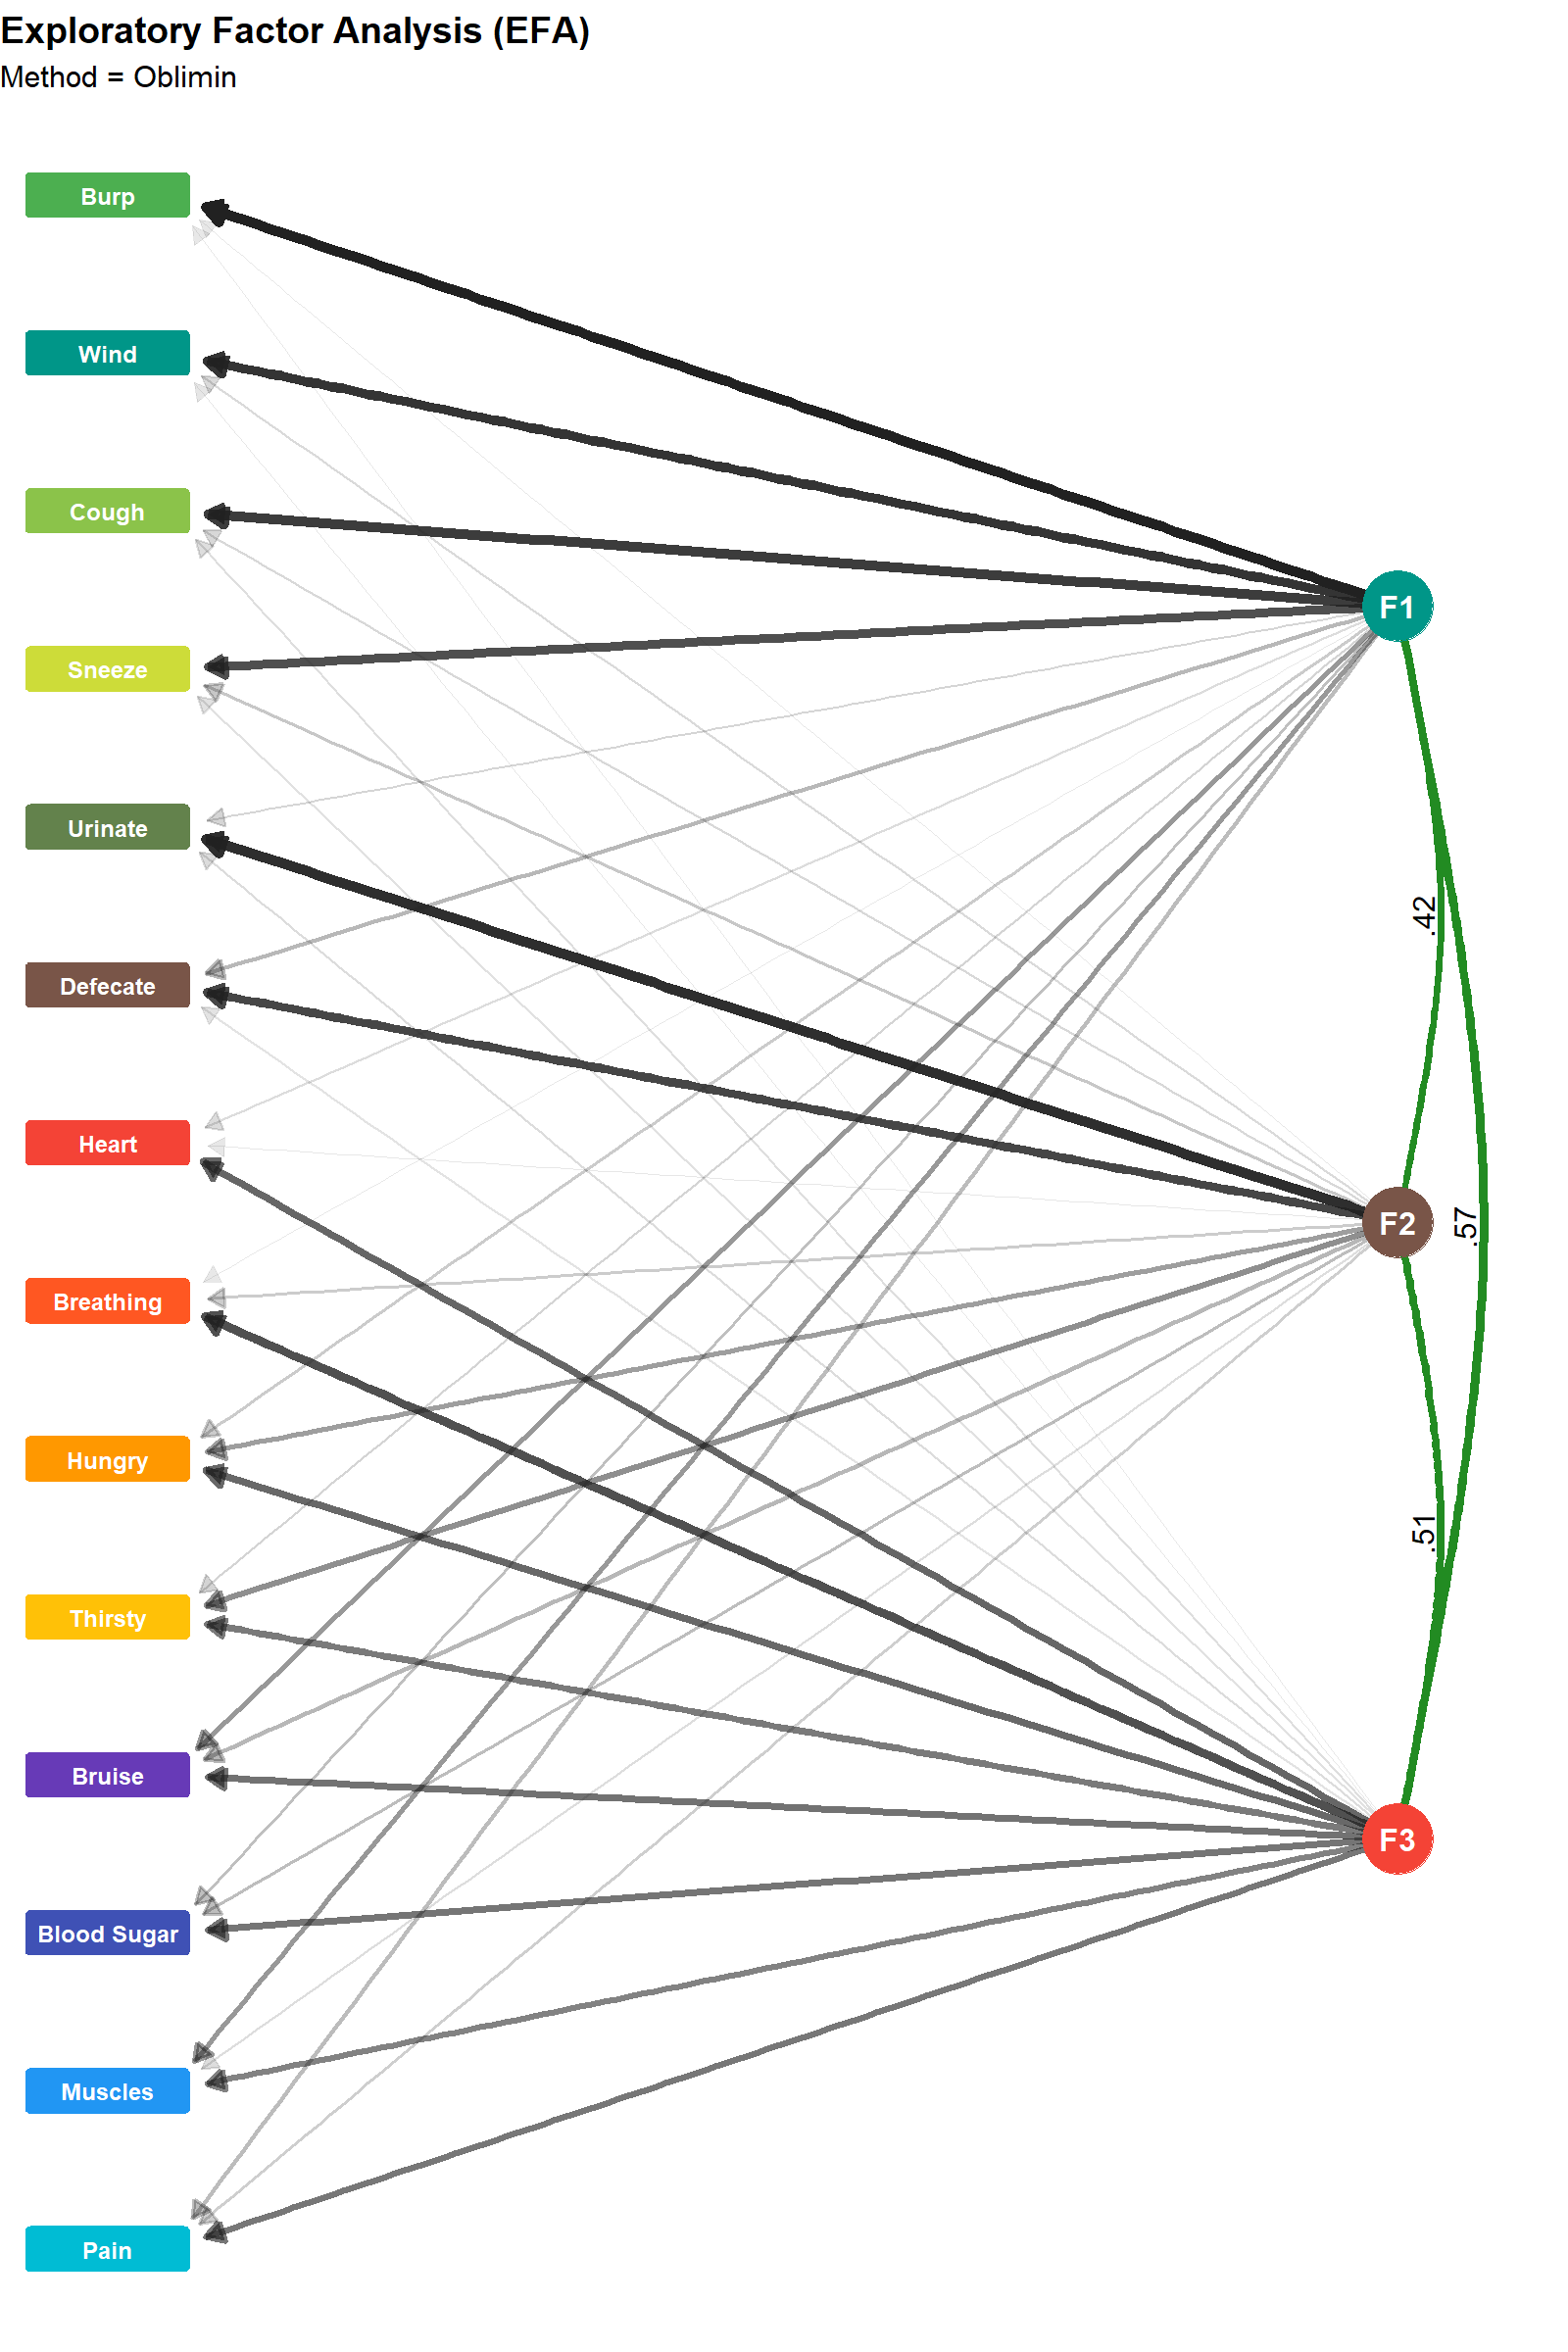 Exploratory Factor Analysis (EFA)
Method = Oblimin
Burp
Wind
Cough
Sneeze
Urinate
Defecate
Heart
Breathing
Hungry
Thirsty
Bruise
Blood Sugar
Muscles
Pain
F1
F2
F3
.42
.57
.51